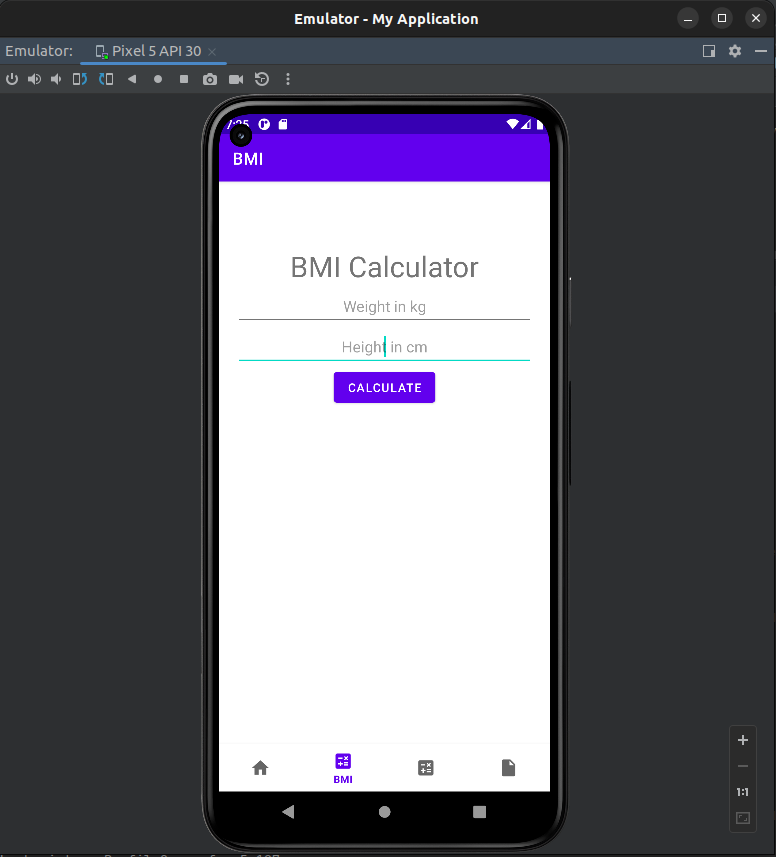 Emulator - My Application
Emulator: Pixel 5 API 30
BMI
BMI Calculator
Weight in kg
Height in cm
CALCULATE
BMI
1:1